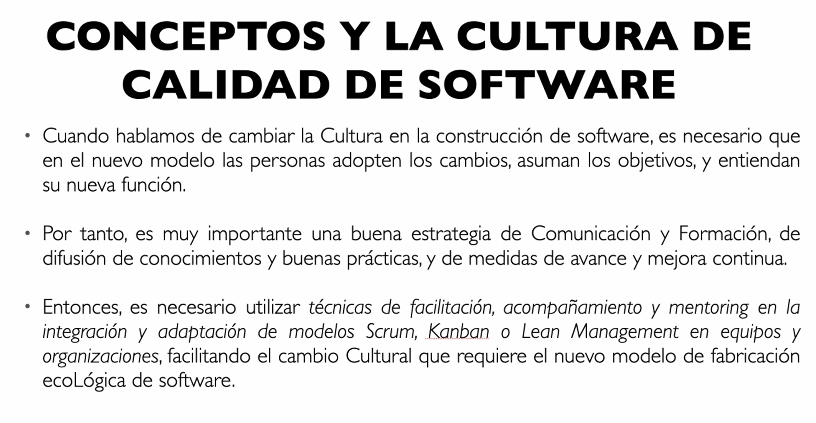 CONCEPTOS Y LA CULTURA DE
CALIDAD DE SOFTWARE
• Cuando hablamos de cambiar la Cultura en la construcción de software, es necesario que
en el nuevo modelo las personas adopten los cambios, asuman los objetivos, y entiendan
su nueva función.
• Por tanto, es muy importante una buena estrategia de Comunicación y Formación, de
difusión de conocimientos y buenas prácticas, y de medidas de avance y mejora continua.
• Entonces, es necesario utilizar técnicas de facilitación, acompañamiento y mentoring en la
integración y adaptación de modelos Scrum, Kanban o Lean Management en equipos y
organizaciones, facilitando el cambio Cultural que requiere el nuevo modelo de fabricación
ecoLógica de software.